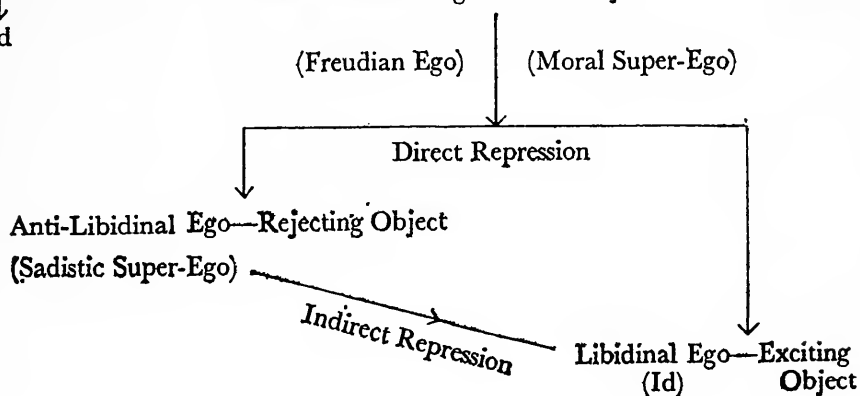 d
(Freudian Ego) (Moral Super-Ego)
Direct Repression
Anti-Libidinal Ego—Rejecting Object
(Sadistic Super-Ego)
Indirect Repression
Libidinal Ego—Exciting
(Id) Object